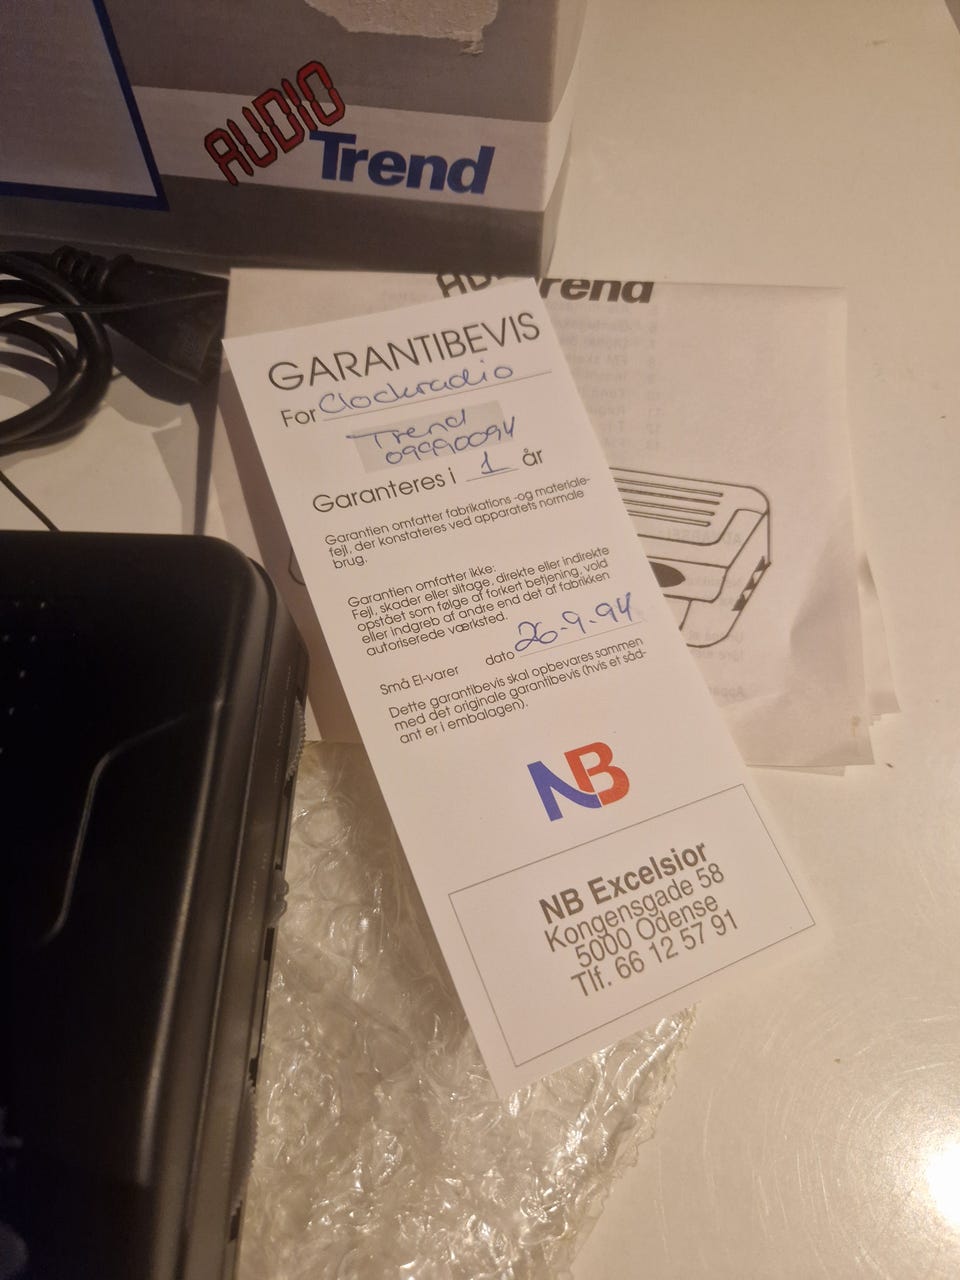 AUDIO
Trend
Trend
GARANTIBEVIS
For Clockradio
Trend
09990094
Garanteres i 1 år
Garantien omfatter fabrikations -og materiale-
fejl, der konstateres ved apparatets normale
brug.
Garantien omfatter ikke:
Fejl, skader eller slitage, direkte eller indirekte
opstået som følge af forkert betjening, vold
eller indgreb af andre end det af fabrikken
autoriserede værksted.
Små El-varer dato 26-9-94
Dette garantibevis skal opbevares sammen
med det originale garantibevis (hvis et såd-
ant er i embalagen).
NB
NB Excelsior
Kongensgade 58
5000 Odense
Tlf. 66 12 57 91